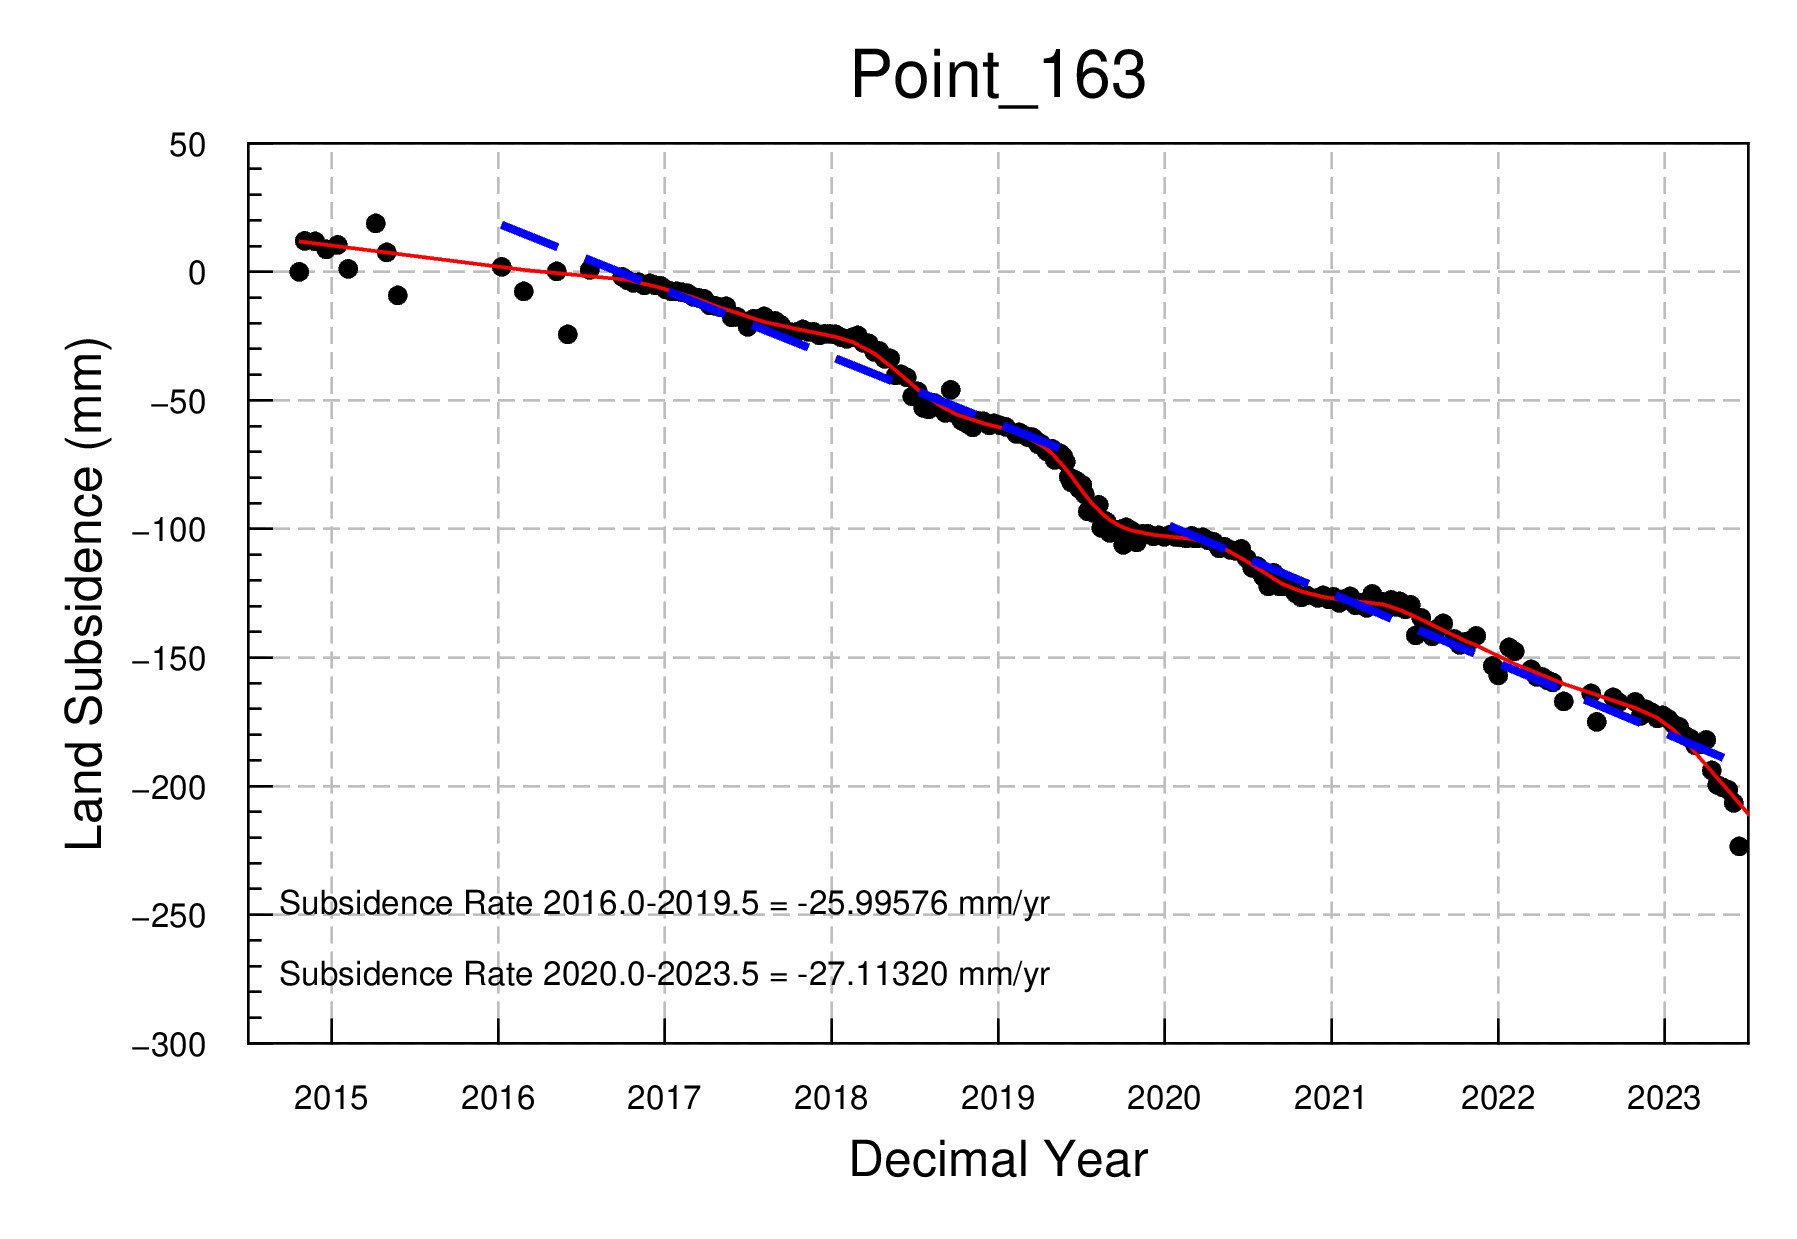 Point_163
50
0
−50
−100
−150
−200
−250
−300
Land Subsidence (mm)
Subsidence Rate 2016.0-2019.5 = -25.99576 mm/yr
Subsidence Rate 2020.0-2023.5 = -27.11320 mm/yr
2015 2016 2017 2018 2019 2020 2021 2022 2023
Decimal Year